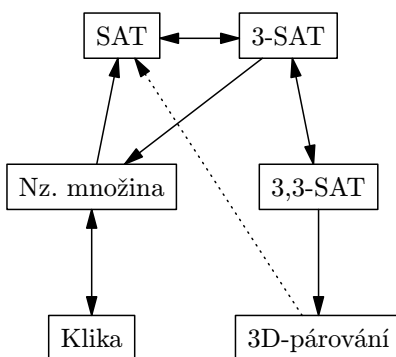 SAT
3-SAT
Nz. množina
3,3-SAT
Klika
3D-párování